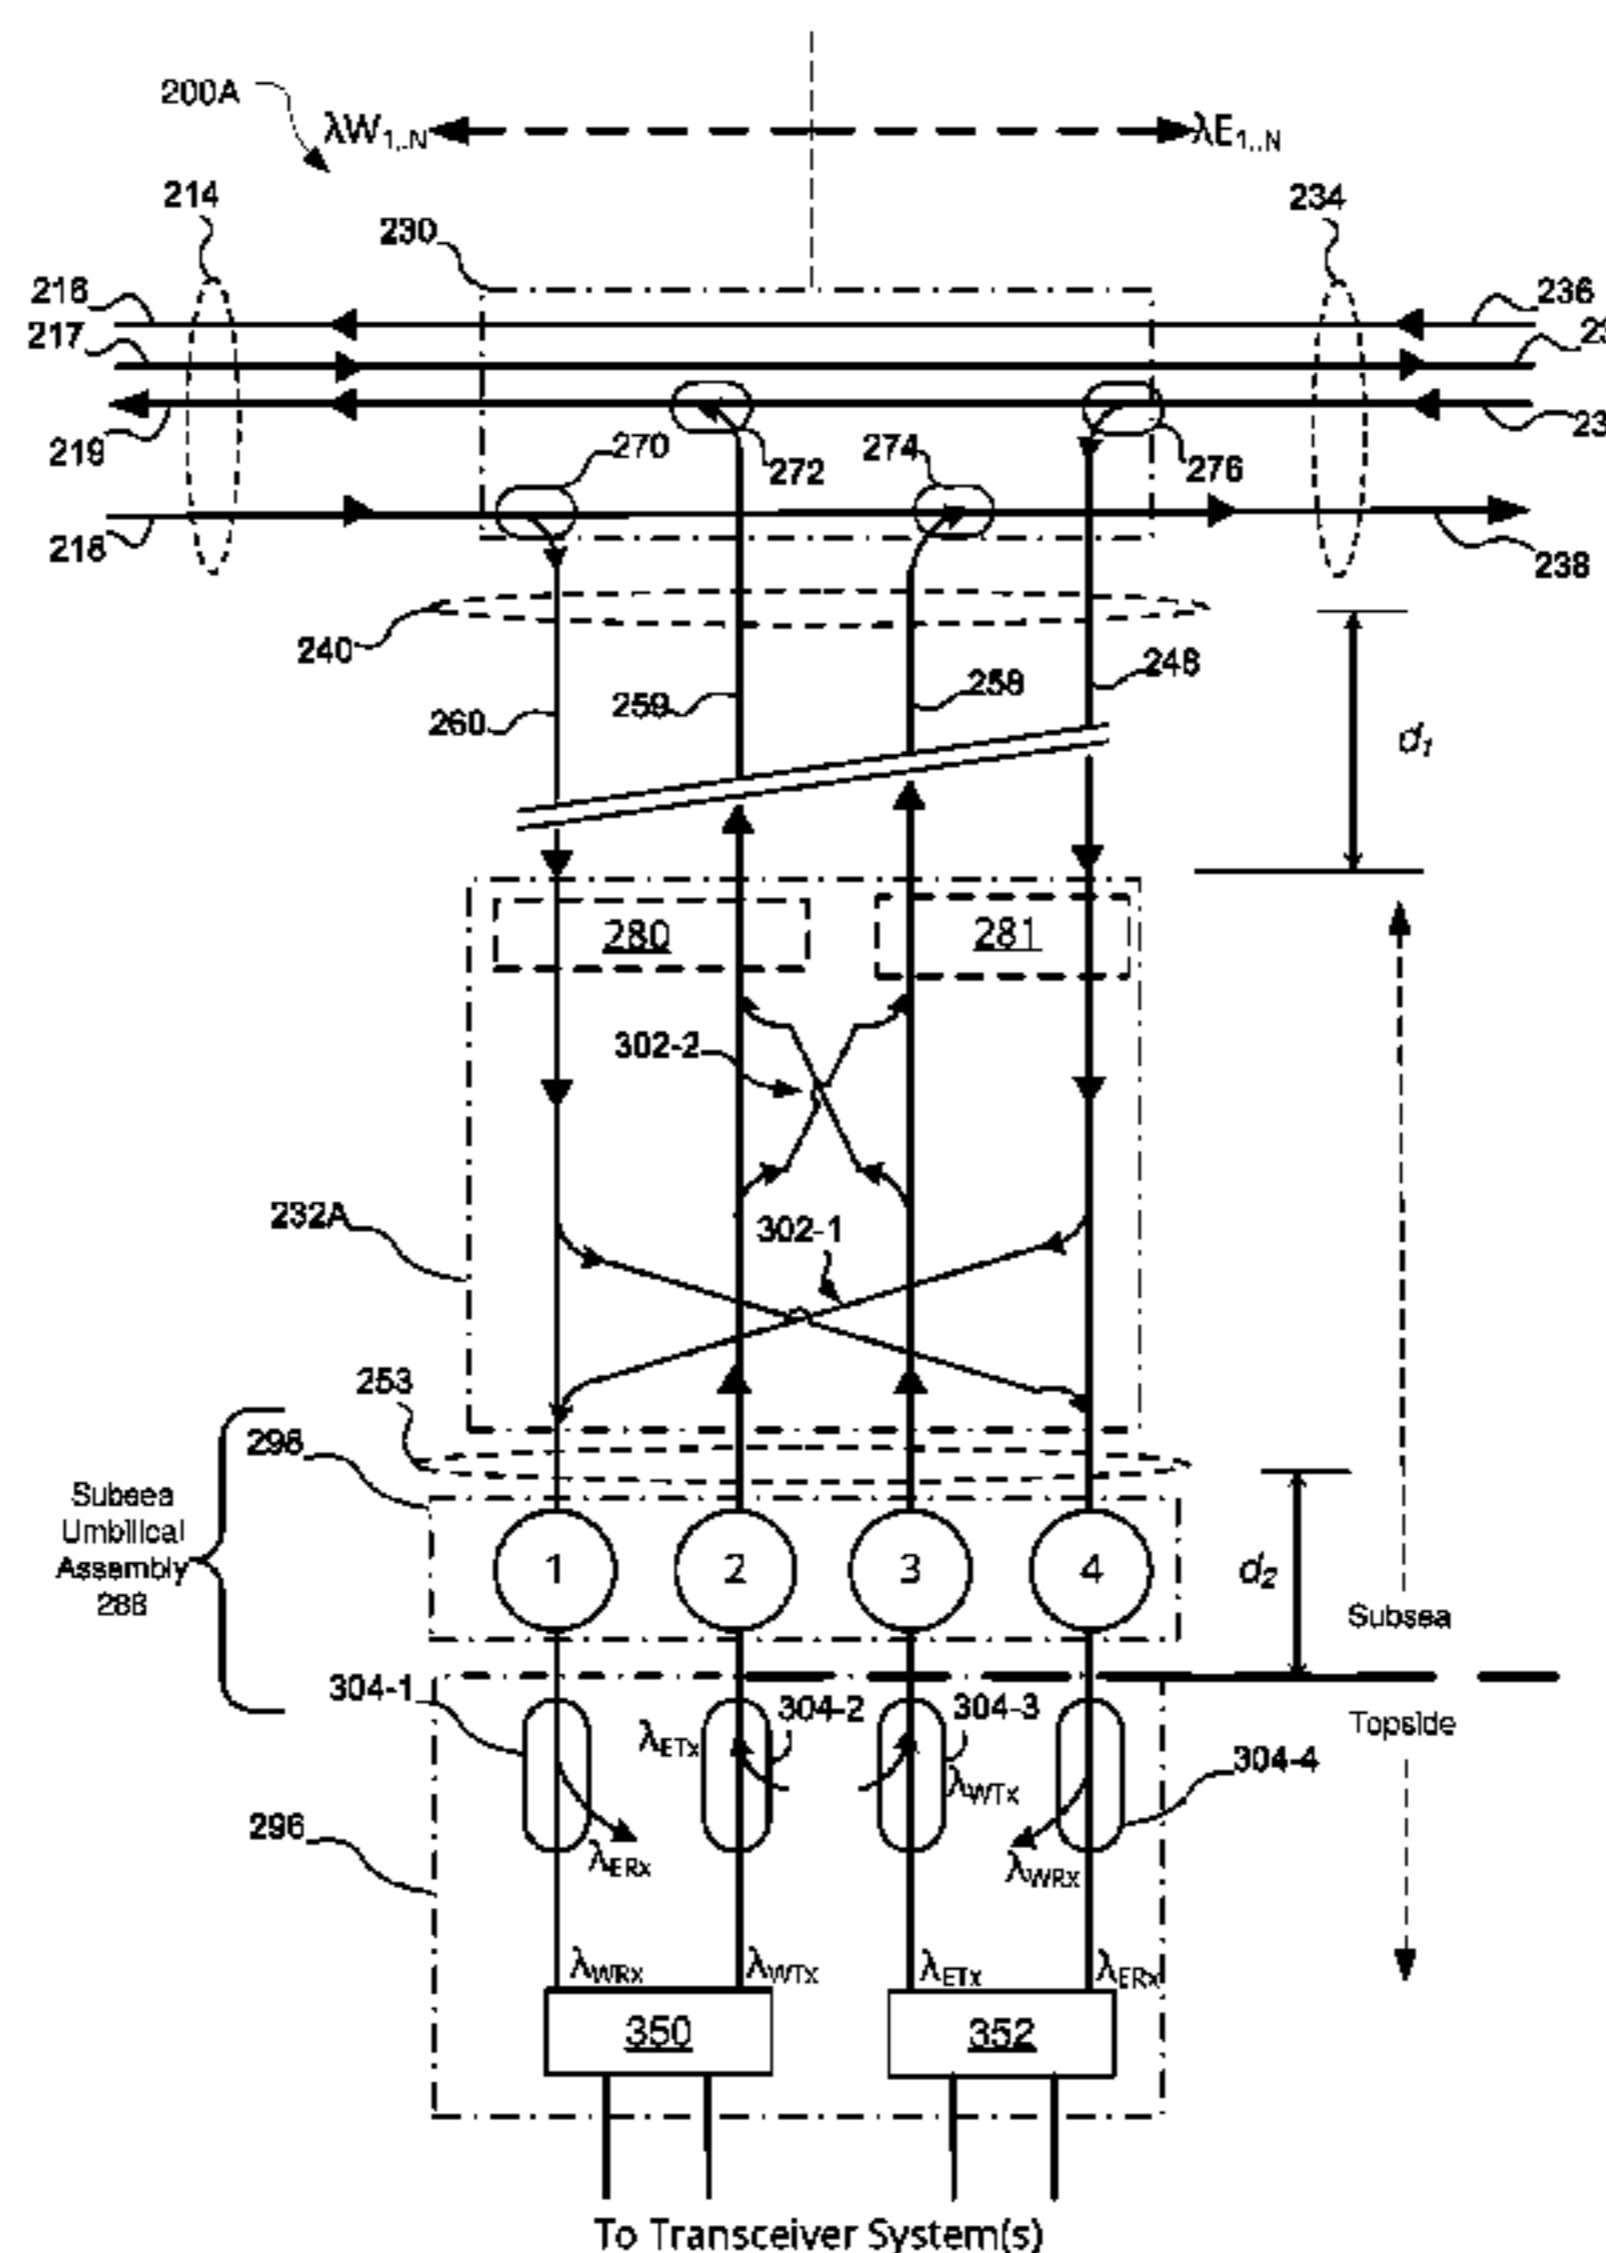 200A
λW1..N
λE1..N
214
234
230
216
236
217
219
270
272
274
276
218
238
240
248
259
258
260
d1
280
281
302-2
232A
302-1
253
298
Subsea
Umbilical
Assembly
288
1
2
3
4
d2
Subsea
304-1
304-2
304-3
Topside
λETx
304-4
λWTx
296
λERx
λWRx
λWRx
λWTx
λETx
λERx
350
352
To Transceiver System(s)